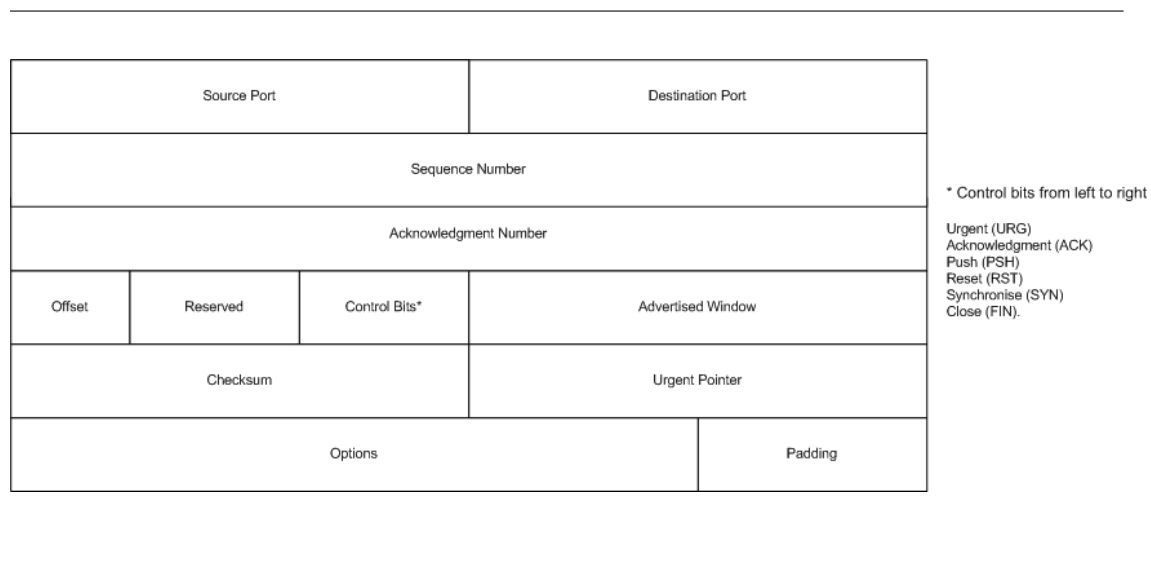 Source Port
Destination Port
Sequence Number
Acknowledgment Number
Offset
Reserved
Control Bits*
Advertised Window
Checksum
Urgent Pointer
Options
Padding
* Control bits from left to right
Urgent (URG)
Acknowledgment (ACK)
Push (PSH)
Reset (RST)
Synchronise (SYN)
Close (FIN).